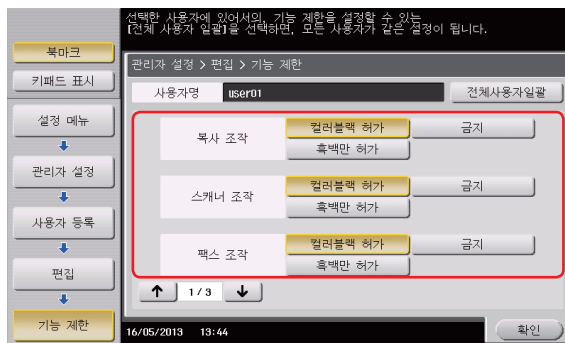 선택한 사용자에 있어서의, 기능 제한을 설정할 수 있는
[전체 사용자 일괄]을 선택하면, 모든 사용자가 같은 설정이 됩니다.
북마크
키패드 표시
설정 메뉴
관리자 설정
사용자 등록
편집
기능 제한
관리자 설정 > 편집 > 기능 제한
사용자명 user01 전체사용자일괄
복사 조작 컬러블랙 허가 금지
흑백만 허가
스캐너 조작 컬러블랙 허가 금지
흑백만 허가
팩스 조작 컬러블랙 허가 금지
흑백만 허가
↑ 1/3 ↓
16/05/2013 13:44 확인